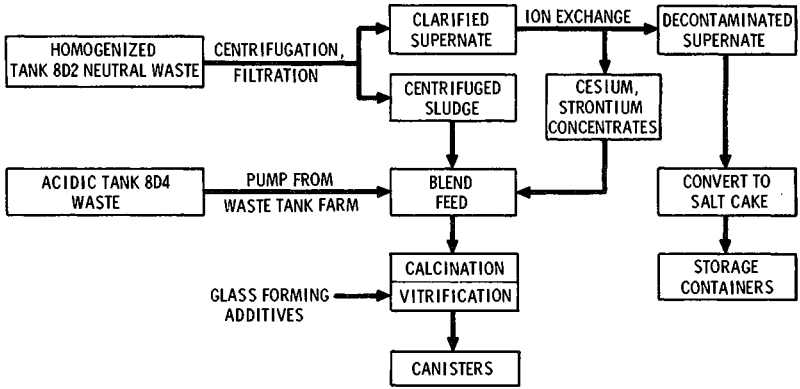 HOMOGENIZED
TANK 8D2 NEUTRAL WASTE
CENTRIFUGATION,
FILTRATION
CLARIFIED
SUPERNATE
ION EXCHANGE
DECONTAMINATED
SUPERNATE
CENTRIFUGED
SLUDGE
CESIUM,
STRONTIUM
CONCENTRATES
ACIDIC TANK 8D4
WASTE
PUMP FROM
WASTE TANK FARM
BLEND
FEED
CONVERT TO
SALT CAKE
CALCINATION
VITRIFICATION
GLASS FORMING
ADDITIVES
STORAGE
CONTAINERS
CANISTERS